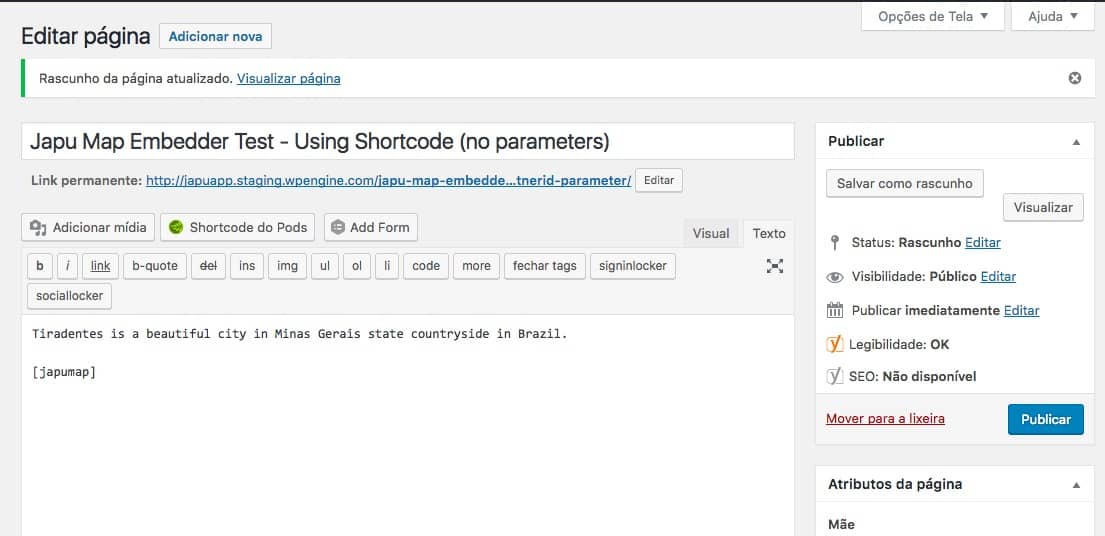 Opções de Tela ▼ Ajuda ▼
Editar página Adicionar nova
Rascunho da página atualizado. Visualizar página
Japu Map Embedder Test - Using Shortcode (no parameters)
Link permanente: http://japuapp.staging.wpengine.com/japu-map-embedde...tnerid-parameter/ Editar
Adicionar mídia Shortcode do Pods Add Form
Visual Texto
b i link b-quote del ins img ul ol li code more fechar tags signinlocker
sociallocker
Tiradentes is a beautiful city in Minas Gerais state countryside in Brazil.
[japumap]
Publicar
Salvar como rascunho
Visualizar
Status: Rascunho Editar
Visibilidade: Público Editar
Publicar imediatamente Editar
Legibilidade: OK
SEO: Não disponível
Mover para a lixeira Publicar
Atributos da página
Mãe